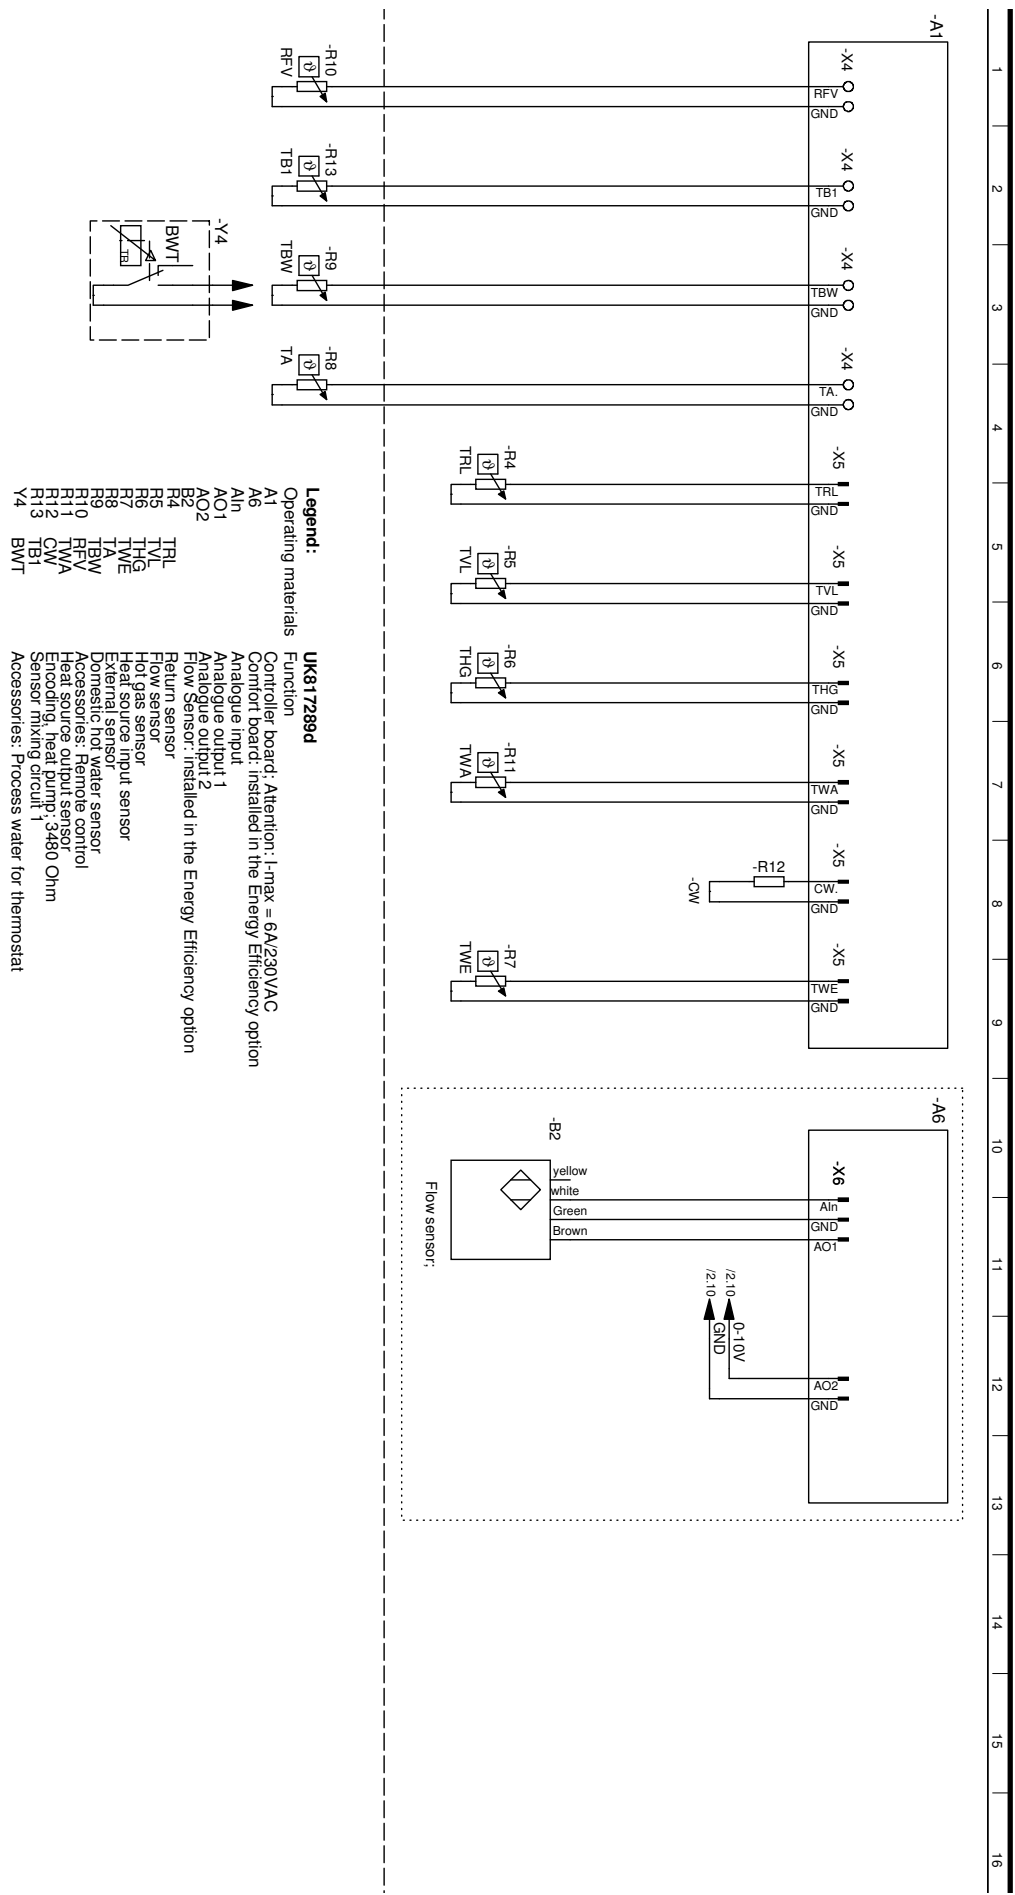 1
2
3
4
5
6
7
8
9
10
11
12
13
14
15
16
-A1
-X4
RFV
GND
-X4
TB1
GND
-X4
TBW
GND
-X4
TA.
GND
-X5
TRL
GND
-X5
TVL
GND
-X5
THG
GND
-X5
TWA
GND
-X5
CW.
GND
-X5
TWE
GND
-A6
-X6
AIn
GND
AO1
AO2
GND
-R12
-CW
0-10V
GND
/2.10
/2.10
-B2
yellow
white
Green
Brown
Flow sensor;
-R4
ϑ
TRL
-R5
ϑ
TVL
-R6
ϑ
THG
-R11
ϑ
TWA
-R7
ϑ
TWE
-R10
ϑ
RFV
-R13
ϑ
TB1
-R9
ϑ
TBW
-R8
ϑ
TA
-Y4
BWT
TR
Legend: UK817289d
Operating materials Function
A1 Controller board; Attention: I-max = 6A/230VAC
A6 Comfort board: installed in the Energy Efficiency option
AIn Analogue input
AO1 Analogue output 1
AO2 Analogue output 2
B2 Flow Sensor: installed in the Energy Efficiency option
R4 TRL Return sensor
R5 TVL Flow sensor
R6 THG Hot gas sensor
R7 TWE Heat source input sensor
R8 TA External sensor
R9 TBW Domestic hot water sensor
R10 RFV Accessories: Remote control
R11 TWA Heat source output sensor
R12 CW Encoding, heat pump; 3480 Ohm
R13 TB1 Sensor mixing circuit 1
Y4 BWT Accessories: Process water for thermostat